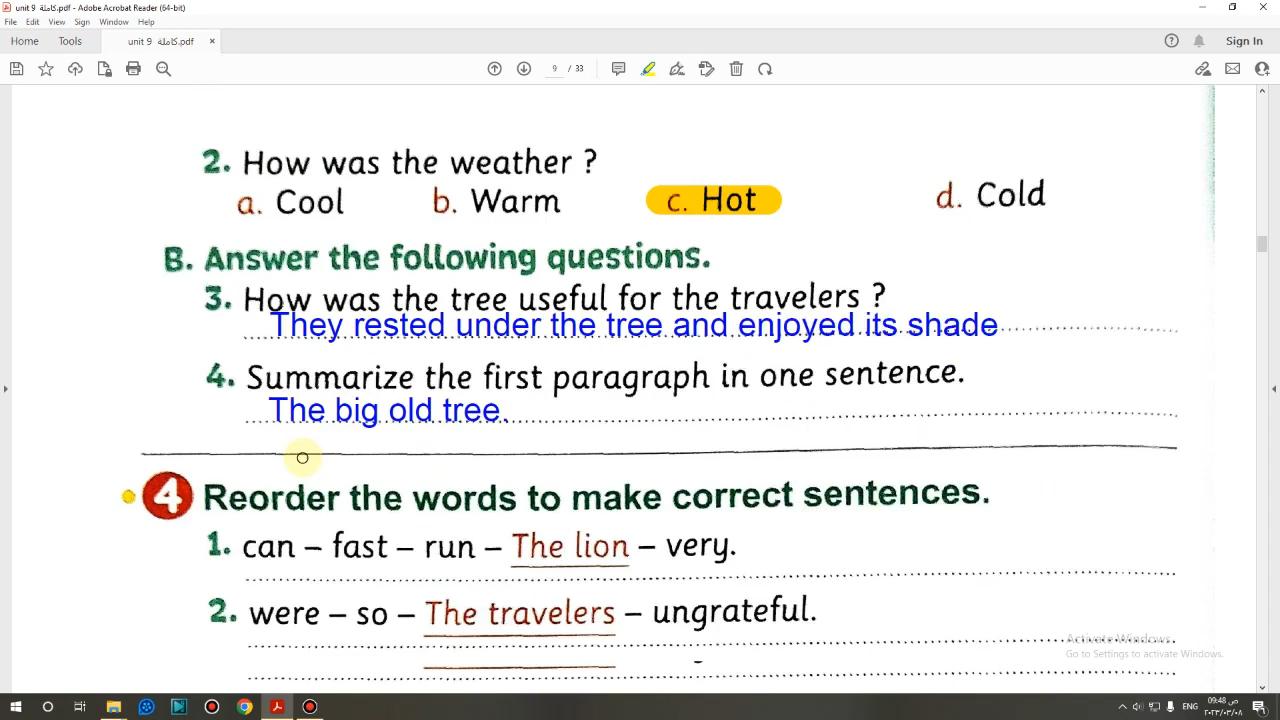 unit 9 كاملة.pdf - Adobe Acrobat Reader (64-bit)
File Edit View Sign Window Help
Home Tools unit 9 كاملة.pdf × Sign In
9 / 33
2. How was the weather ?
a. Cool b. Warm c. Hot d. Cold
B. Answer the following questions.
3. How was the tree useful for the travelers ?
They rested under the tree and enjoyed its shade
4. Summarize the first paragraph in one sentence.
The big old tree.
4 Reorder the words to make correct sentences.
1. can – fast – run – The lion – very.
2. were – so – The travelers – ungrateful.
Activate Windows
Go to Settings to activate Windows.
ENG 09:48 ص
٢٠٢٣/٠٣/٠٨